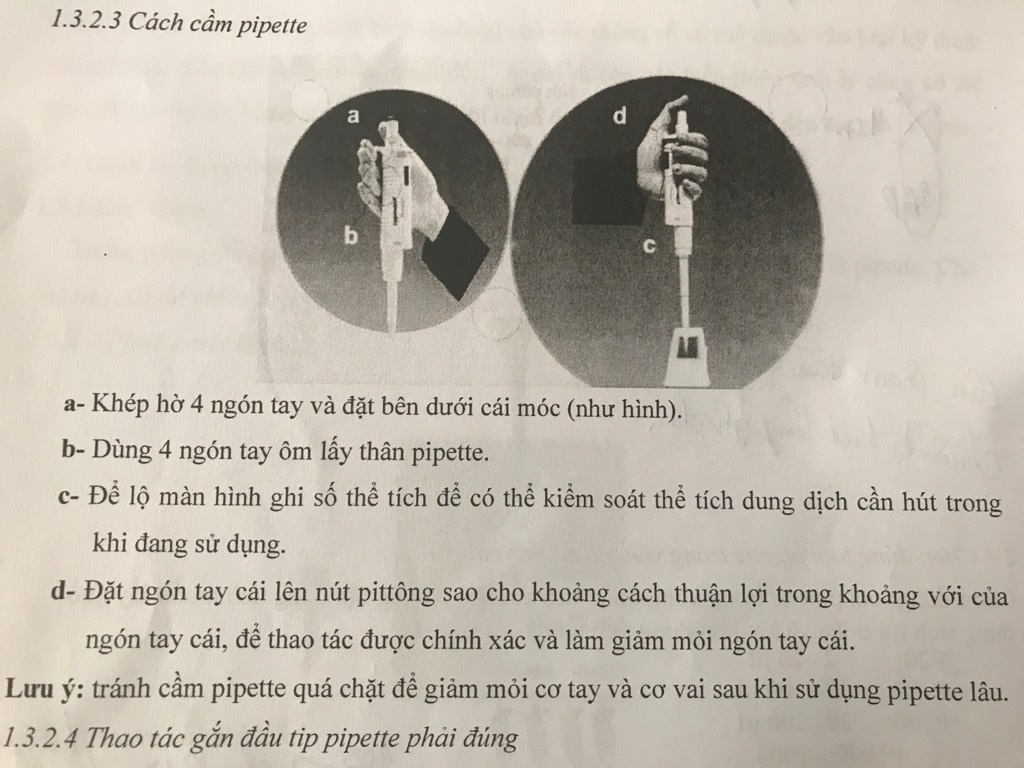 1.3.2.3 Cách cầm pipette
a
d
b
c
a- Khép hờ 4 ngón tay và đặt bên dưới cái móc (như hình).
b- Dùng 4 ngón tay ôm lấy thân pipette.
c- Để lộ màn hình ghi số thể tích để có thể kiểm soát thể tích dung dịch cần hút trong
khi đang sử dụng.
d- Đặt ngón tay cái lên nút pittông sao cho khoảng cách thuận lợi trong khoảng với của
ngón tay cái, để thao tác được chính xác và làm giảm mỏi ngón tay cái.
Lưu ý: tránh cầm pipette quá chặt để giảm mỏi cơ tay và cơ vai sau khi sử dụng pipette lâu.
1.3.2.4 Thao tác gắn đầu tip pipette phải đúng